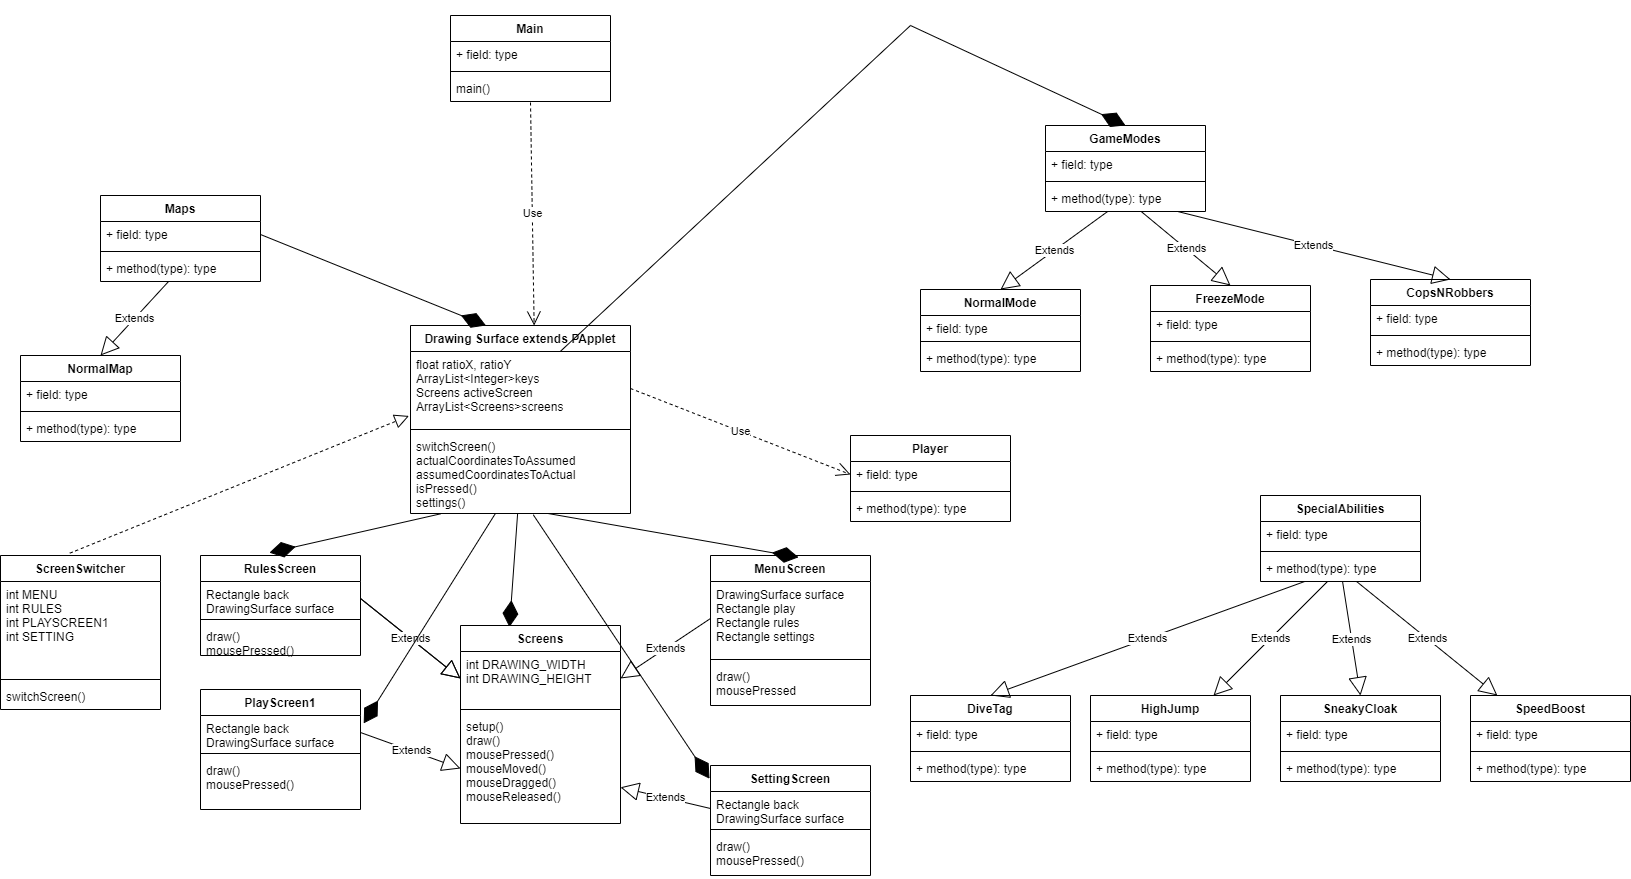 Main
+ field: type
main()
Use
GameModes
+ field: type
+ method(type): type
Extends
Extends
Extends
Maps
+ field: type
+ method(type): type
Extends
NormalMap
+ field: type
+ method(type): type
NormalMode
+ field: type
+ method(type): type
FreezeMode
+ field: type
+ method(type): type
CopsNRobbers
+ field: type
+ method(type): type
Drawing Surface extends PApplet
float ratioX, ratioY
ArrayList<Integer>keys
Screens activeScreen
ArrayList<Screens>screens
switchScreen()
actualCoordinatesToAssumed
assumedCoordinatesToActual
isPressed()
settings()
Use
Player
+ field: type
+ method(type): type
SpecialAbilities
+ field: type
+ method(type): type
Extends
Extends
Extends
Extends
ScreenSwitcher
int MENU
int RULES
int PLAYSCREEN1
int SETTING
switchScreen()
RulesScreen
Rectangle back
DrawingSurface surface
draw()
mousePressed()
Extends
Screens
int DRAWING_WIDTH
int DRAWING_HEIGHT
setup()
draw()
mousePressed()
mouseMoved()
mouseDragged()
mouseReleased()
Extends
MenuScreen
DrawingSurface surface
Rectangle play
Rectangle rules
Rectangle settings
draw()
mousePressed
PlayScreen1
Rectangle back
DrawingSurface surface
draw()
mousePressed()
Extends
Extends
SettingScreen
Rectangle back
DrawingSurface surface
draw()
mousePressed()
DiveTag
+ field: type
+ method(type): type
HighJump
+ field: type
+ method(type): type
SneakyCloak
+ field: type
+ method(type): type
SpeedBoost
+ field: type
+ method(type): type